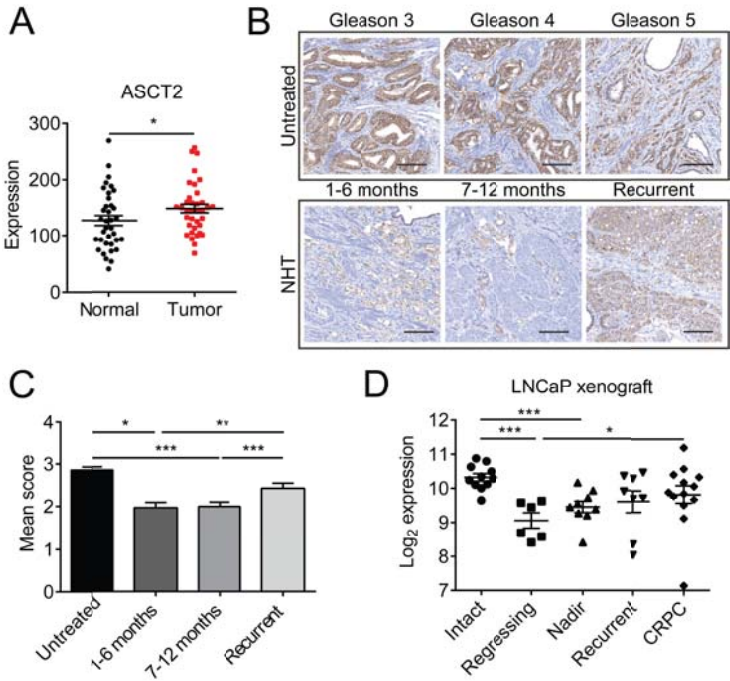 A
ASCT2
*
Expression
300
200
100
0
Normal
Tumor
B
Gleason 3
Gleason 4
Gleason 5
Untreated
1-6 months
7-12 months
Recurrent
NHT
C
*
***
***
Mean score
4
3
2
1
0
Untreated
1-6 months
7-12 months
Recurrent
D
LNCaP xenograft
***
***
*
Log₂ expression
12
11
10
9
8
7
Intact
Regressing
Nadir
Recurrent
CRPC